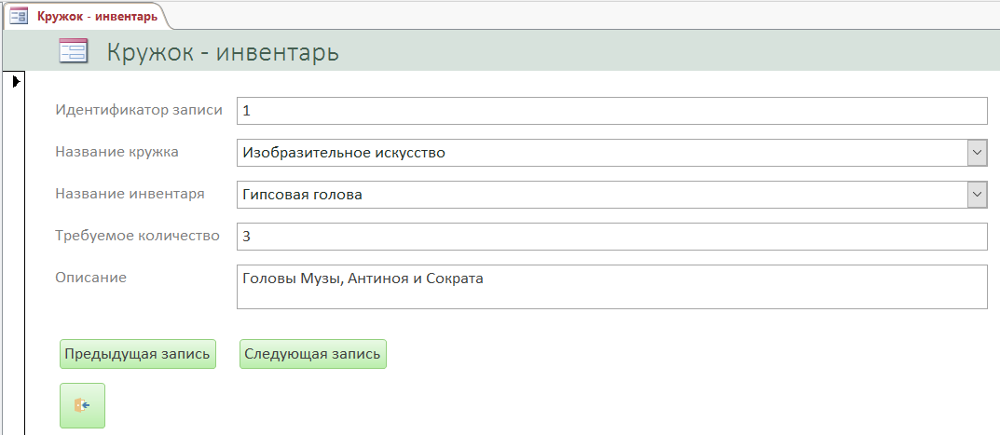 Кружок - инвентарь
Кружок - инвентарь
Идентификатор записи 1
Название кружка Изобразительное искусство
Название инвентаря Гипсовая голова
Требуемое количество 3
Описание Головы Музы, Антиноя и Сократа
Предыдущая запись Следующая запись